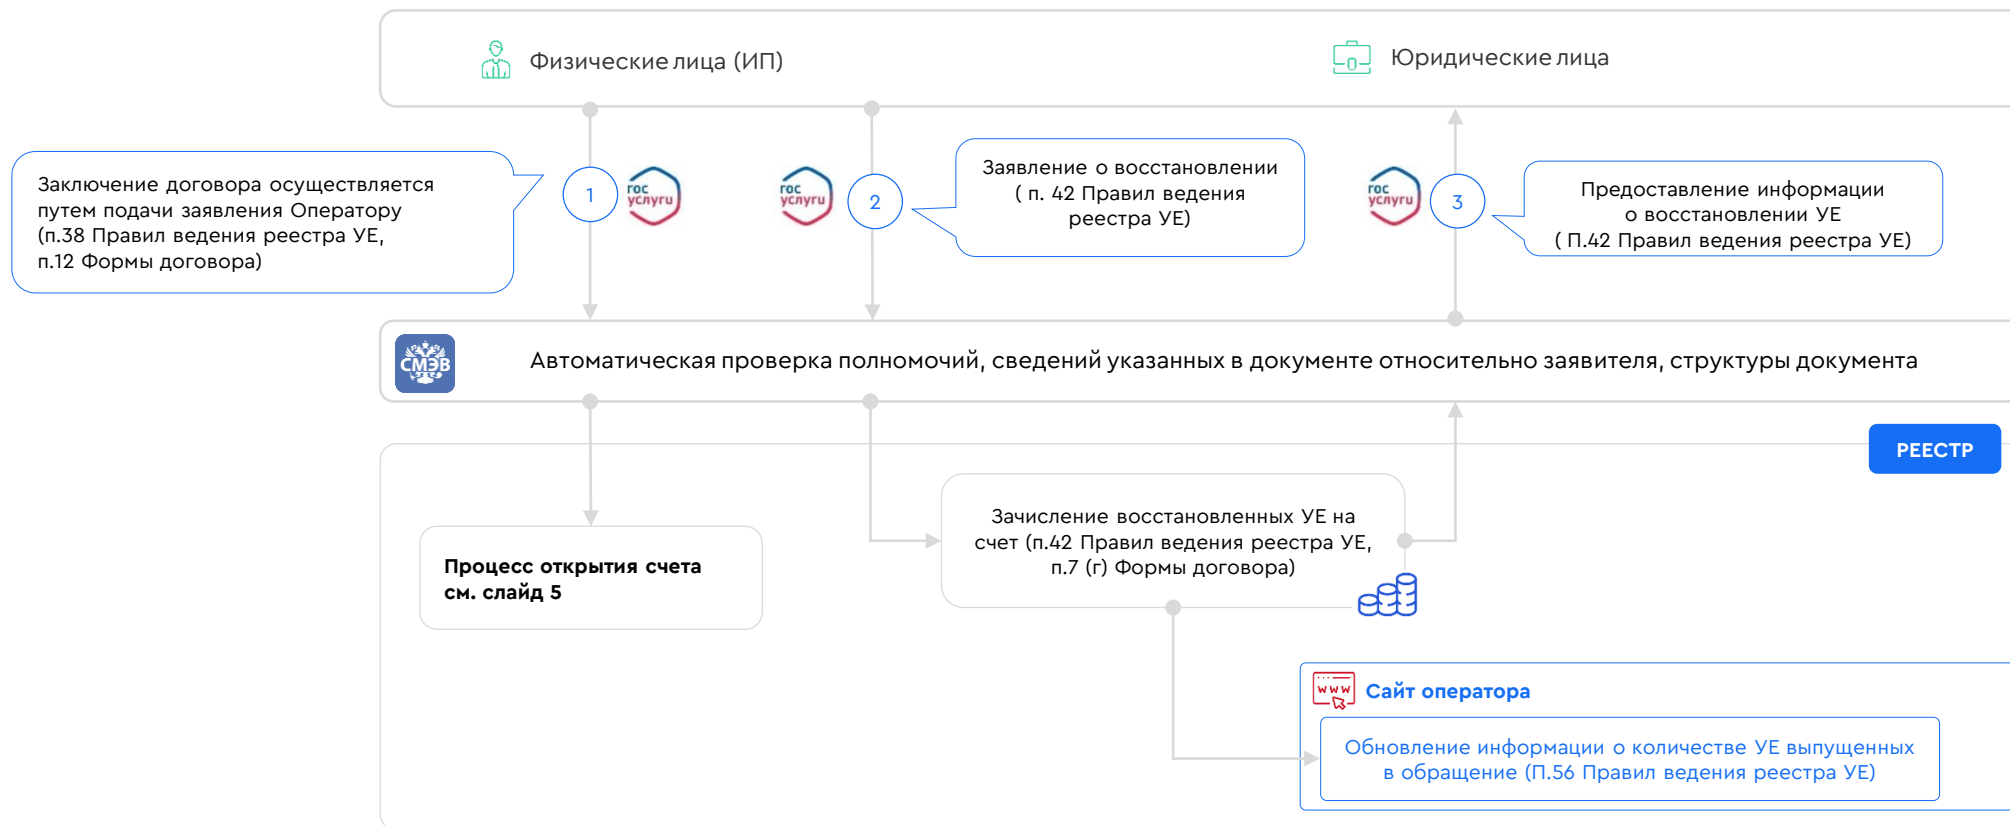 Физические лица (ИП)
Юридические лица
Заключение договора осуществляется
путем подачи заявления Оператору
(п.38 Правил ведения реестра УЕ,
п.12 Формы договора)
1
гос
услуги
гос
услуги
2
Заявление о восстановлении
( п. 42 Правил ведения
реестра УЕ)
гос
услуги
3
Предоставление информации
о восстановлении УЕ
( П.42 Правил ведения реестра УЕ)
СМЭВ
Автоматическая проверка полномочий, сведений указанных в документе относительно заявителя, структуры документа
РЕЕСТР
Процесс открытия счета
см. слайд 5
Зачисление восстановленных УЕ на
счет (п.42 Правил ведения реестра УЕ,
п.7 (г) Формы договора)
www
Сайт оператора
Обновление информации о количестве УЕ выпущенных
в обращение (П.56 Правил ведения реестра УЕ)